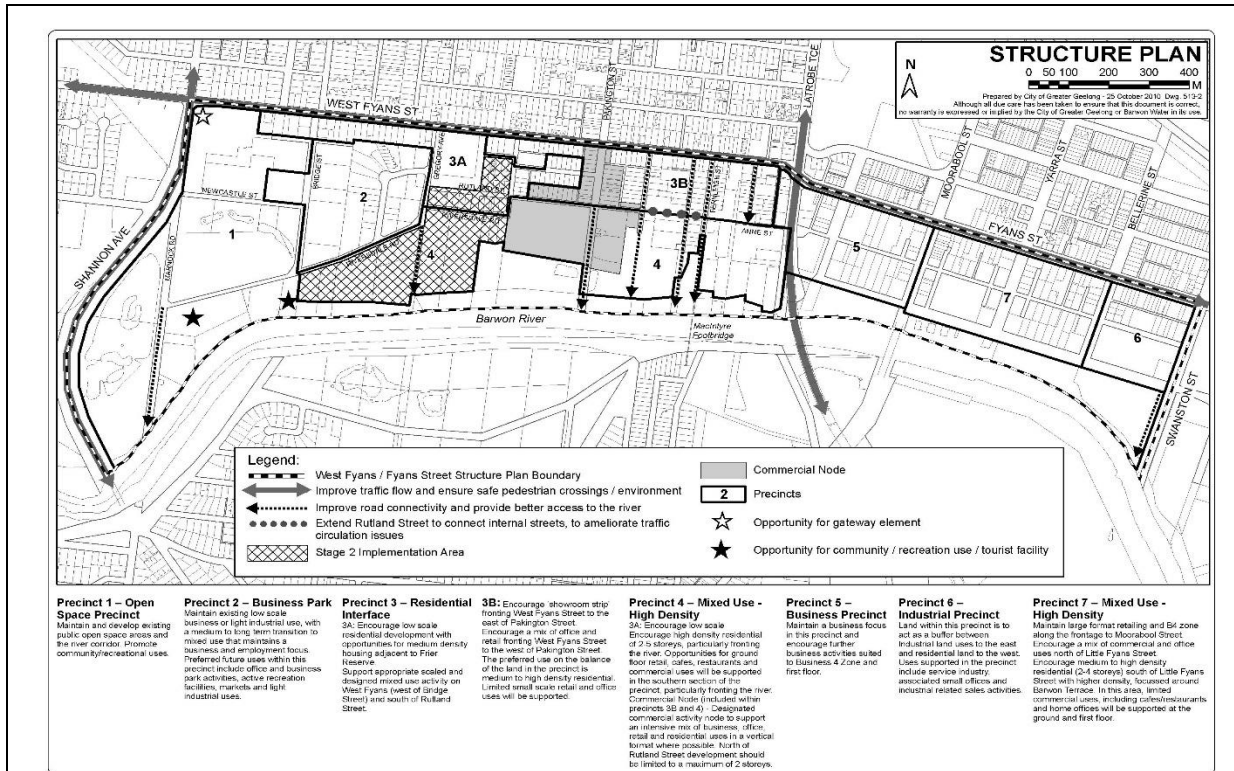 STRUCTURE PLAN
N
0 50 100 200 300 400
M
Prepared by City of Greater Geelong - 25 October 2010 Dwg. 513-2
Although all due care has been taken to ensure that this document is correct,
no warranty is expressed or implied by the City of Greater Geelong or Barwon Water in its use.
WEST FYANS ST
PAKINGTON ST
LATROBE TCE
MOORABOOL ST
YARRA ST
BELLERINE ST
FYANS ST
SHANNON AVE
NEWCASTLE ST
BRIDGE ST
GREGORY AVE
RUTLAND ST
MARNOCK RD
ANNE ST
SWANSTON ST
1
2
3A
3B
4
4
5
6
7
Barwon River
MacIntyre
Footbridge
Legend:
West Fyans / Fyans Street Structure Plan Boundary
Improve traffic flow and ensure safe pedestrian crossings / environment
Improve road connectivity and provide better access to the river
Extend Rutland Street to connect internal streets, to ameliorate traffic
circulation issues
Stage 2 Implementation Area
Commercial Node
2 Precincts
Opportunity for gateway element
Opportunity for community / recreation use / tourist facility
Precinct 1 – Open
Space Precinct
Maintain and develop existing
public open space areas and
the river corridor. Promote
community/recreational uses.
Precinct 2 – Business Park
Maintain existing low scale
business or light industrial use, with
a medium to long term transition to
mixed use that maintains a
business and employment focus.
Preferred future uses within this
precinct include office and business
park activities, active recreation
facilities, markets and light
industrial uses.
Precinct 3 – Residential
Interface
3A: Encourage low scale
residential development with
opportunities for medium density
housing adjacent to Frier
Reserve.
Support appropriate scaled and
designed mixed use activity on
West Fyans (west of Bridge
Street) and south of Rutland
Street.
3B: Encourage 'showroom strip'
fronting West Fyans Street to the
east of Pakington Street.
Encourage a mix of office and
retail fronting West Fyans Street
to the west of Pakington Street.
The preferred use on the balance
of the land in the precinct is
medium to high density residential.
Limited small scale retail and office
uses will be supported.
Precinct 4 – Mixed Use -
High Density
3A: Encourage low scale
Encourage high density residential
of 2-5 storeys, particularly fronting
the river. Opportunities for ground
floor retail, cafes, restaurants and
commercial uses will be supported
in the southern section of the
precinct, particularly fronting the river.
Commercial Node (included within
precincts 3B and 4) - Designated
commercial activity node to support
an intensive mix of business, office,
retail and residential uses in a vertical
format where possible. North of
Rutland Street development should
be limited to a maximum of 2 storeys.
Precinct 5 –
Business Precinct
Maintain a business focus
in this precinct and
encourage further
business activities suited
to Business 4 Zone and
first floor.
Precinct 6 –
Industrial Precinct
Land within this precinct is to
act as a buffer between
Industrial land uses to the east
and residential land to the west.
Uses supported in the precinct
include service industry,
associated small offices and
industrial related sales activities.
Precinct 7 – Mixed Use -
High Density
Maintain large format retailing and B4 zone
along the frontage to Moorabool Street.
Encourage a mix of commercial and office
uses north of Little Fyans Street.
Encourage medium to high density
residential (2-4 storeys) south of Little Fyans
Street with higher density, focussed around
Barwon Terrace. In this area, limited
commercial uses, including cafes/restaurants
and home offices will be supported at the
ground and first floor.